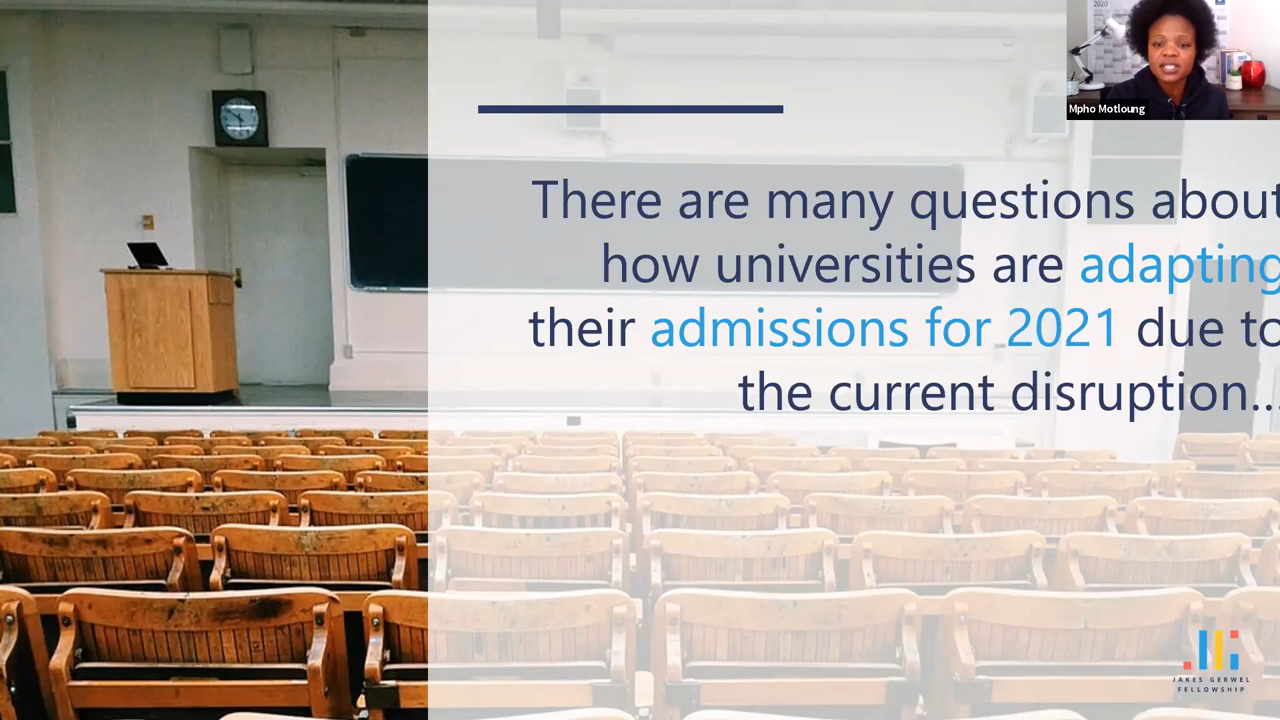 2020
Mpho Motloung
There are many questions about
how universities are adapting
their admissions for 2021 due to
the current disruption...
JAKES GERWEL
FELLOWSHIP